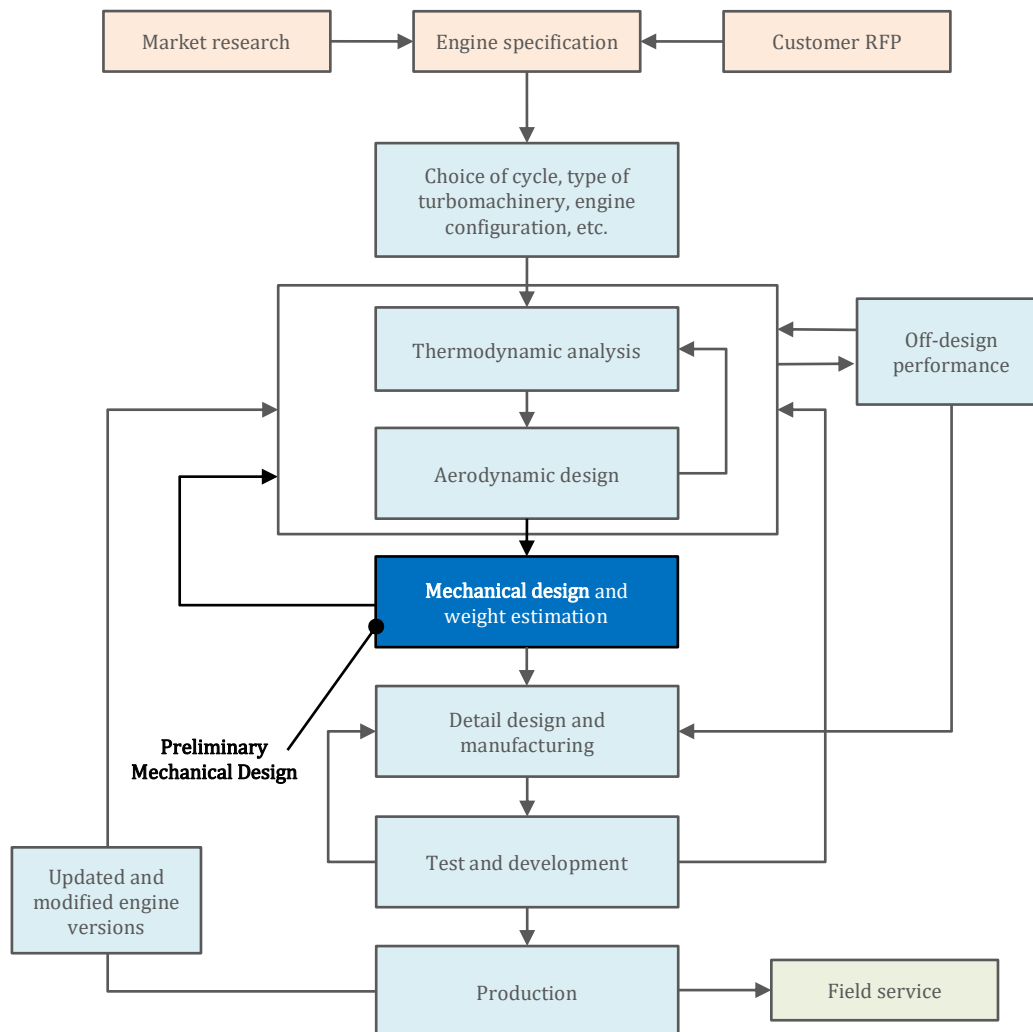 Market research
Engine specification
Customer RFP
Choice of cycle, type of
turbomachinery, engine
configuration, etc.
Thermodynamic analysis
Off-design
performance
Aerodynamic design
Mechanical design and
weight estimation
Detail design and
manufacturing
Preliminary
Mechanical Design
Test and development
Updated and
modified engine
versions
Production
Field service